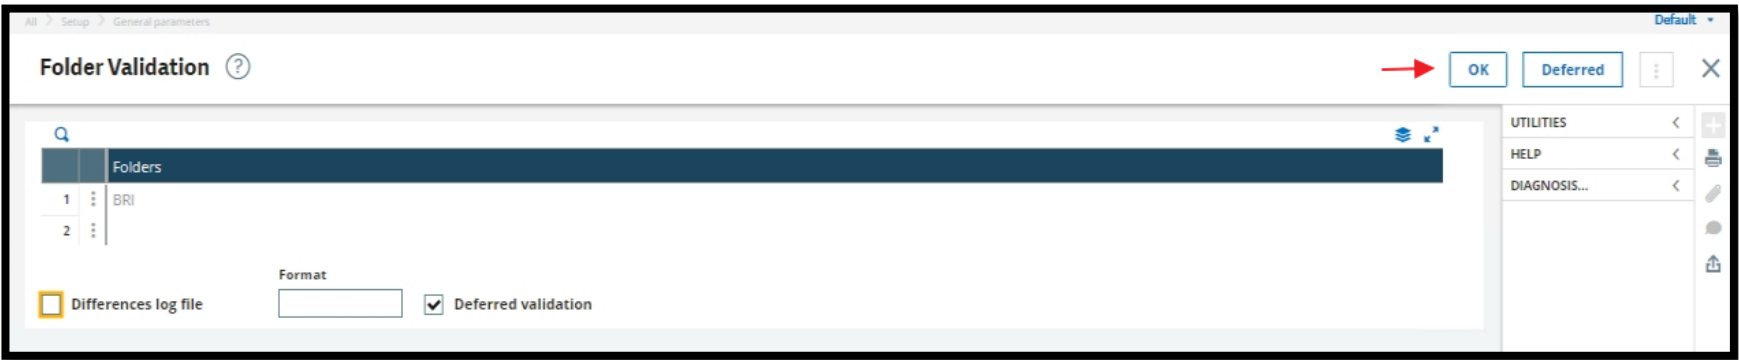 All > Setup > General parameters
Default
Folder Validation ?
OK Deferred
UTILITIES
HELP
DIAGNOSIS...
Folders
1 BRI
2
Format
Differences log file
Deferred validation